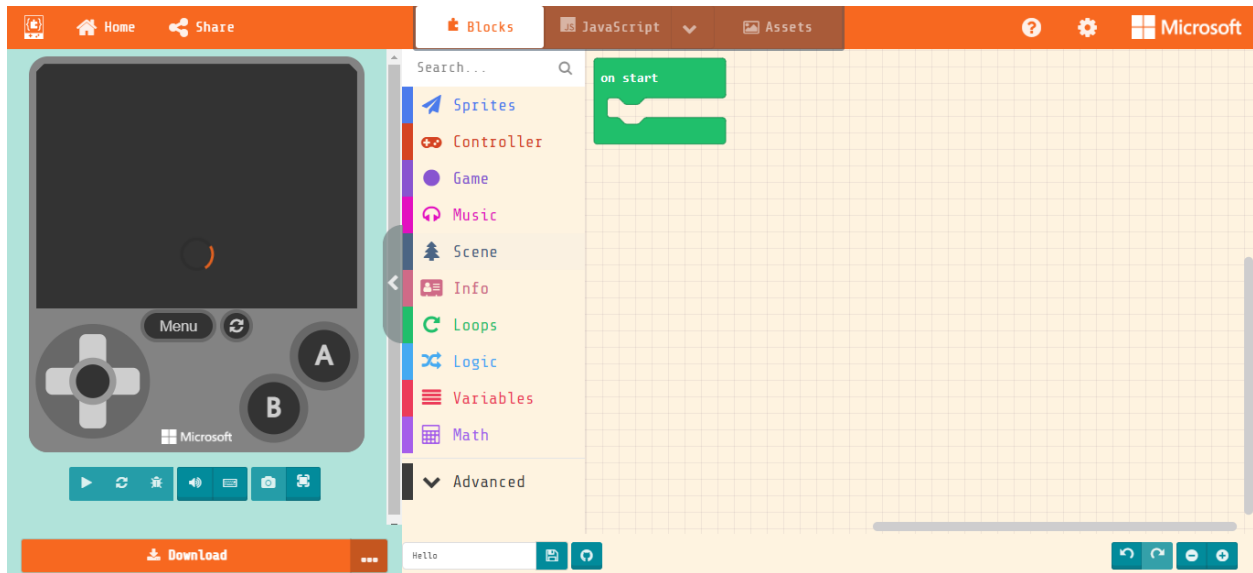 Home
Share
Blocks
JS JavaScript
Assets
Microsoft
Search...
on start
Sprites
Controller
Game
Music
Scene
Info
Loops
Logic
Variables
Math
Advanced
Menu
A
B
Microsoft
Download
Hello